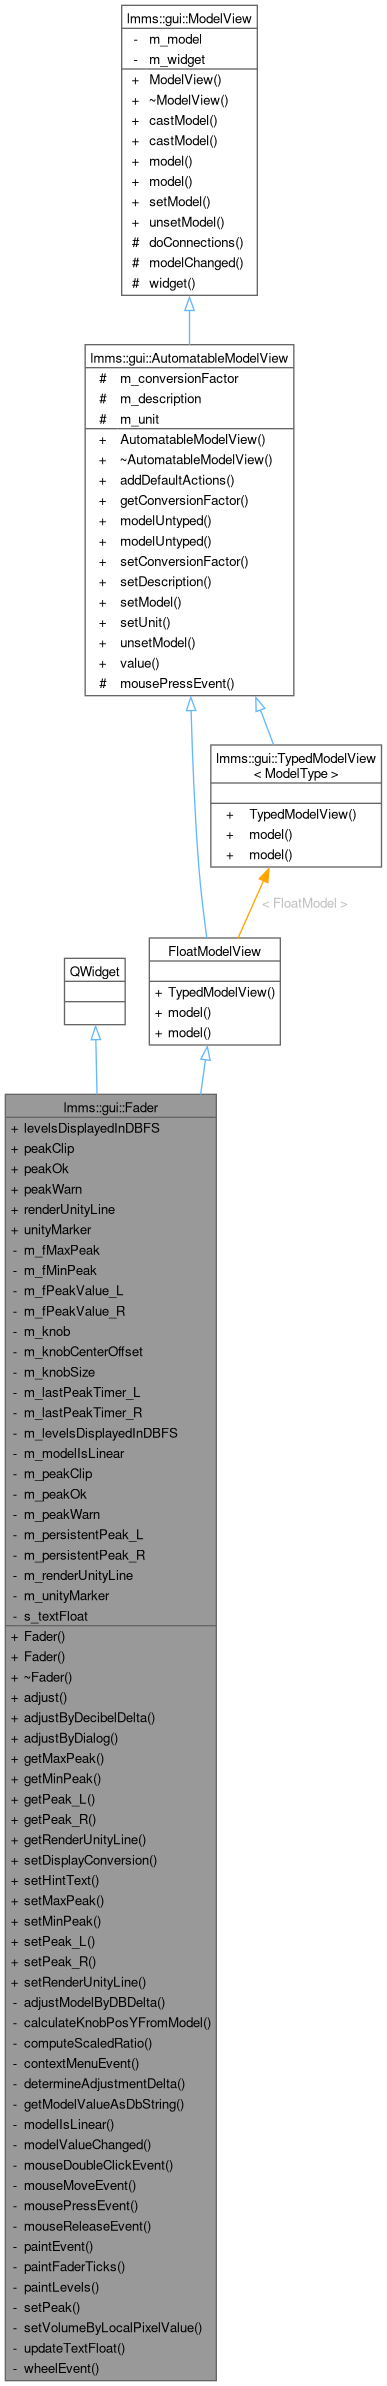 lmms::gui::ModelView
- m_model
- m_widget
+ ModelView()
+ ~ModelView()
+ castModel()
+ castModel()
+ model()
+ model()
+ setModel()
+ unsetModel()
# doConnections()
# modelChanged()
# widget()
lmms::gui::AutomatableModelView
# m_conversionFactor
# m_description
# m_unit
+ AutomatableModelView()
+ ~AutomatableModelView()
+ addDefaultActions()
+ getConversionFactor()
+ modelUntyped()
+ modelUntyped()
+ setConversionFactor()
+ setDescription()
+ setModel()
+ setUnit()
+ unsetModel()
+ value()
# mousePressEvent()
lmms::gui::TypedModelView
< ModelType >
+ TypedModelView()
+ model()
+ model()
< FloatModel >
FloatModelView
+ TypedModelView()
+ model()
+ model()
QWidget
lmms::gui::Fader
+ levelsDisplayedInDBFS
+ peakClip
+ peakOk
+ peakWarn
+ renderUnityLine
+ unityMarker
- m_fMaxPeak
- m_fMinPeak
- m_fPeakValue_L
- m_fPeakValue_R
- m_knob
- m_knobCenterOffset
- m_knobSize
- m_lastPeakTimer_L
- m_lastPeakTimer_R
- m_levelsDisplayedInDBFS
- m_modelIsLinear
- m_peakClip
- m_peakOk
- m_peakWarn
- m_persistentPeak_L
- m_persistentPeak_R
- m_renderUnityLine
- m_unityMarker
- s_textFloat
+ Fader()
+ Fader()
+ ~Fader()
+ adjust()
+ adjustByDecibelDelta()
+ adjustByDialog()
+ getMaxPeak()
+ getMinPeak()
+ getPeak_L()
+ getPeak_R()
+ getRenderUnityLine()
+ setDisplayConversion()
+ setHintText()
+ setMaxPeak()
+ setMinPeak()
+ setPeak_L()
+ setPeak_R()
+ setRenderUnityLine()
- adjustModelByDBDelta()
- calculateKnobPosYFromModel()
- computeScaledRatio()
- contextMenuEvent()
- determineAdjustmentDelta()
- getModelValueAsDbString()
- modelIsLinear()
- modelValueChanged()
- mouseDoubleClickEvent()
- mouseMoveEvent()
- mousePressEvent()
- mouseReleaseEvent()
- paintEvent()
- paintFaderTicks()
- paintLevels()
- setPeak()
- setVolumeByLocalPixelValue()
- updateTextFloat()
- wheelEvent()